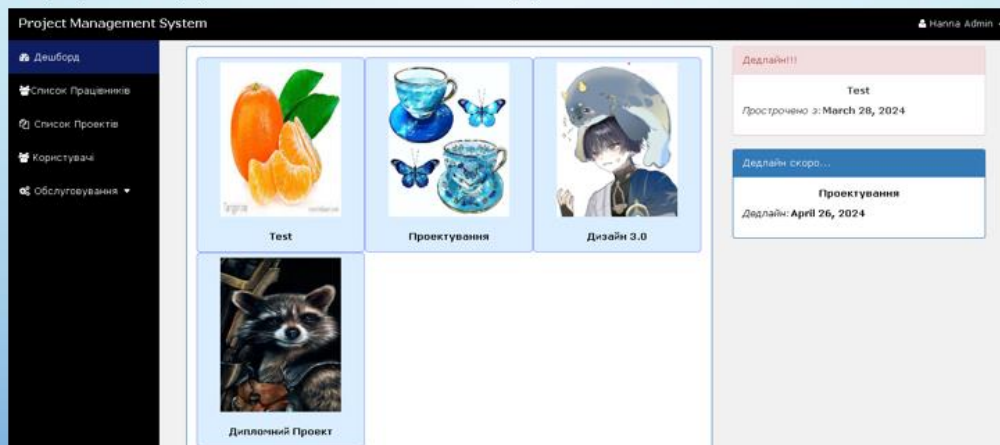 Project Management System
Hanna Admin
Дешборд
Список Працівників
Список Проектів
Користувачі
Обслуговування
Test
Проектування
Дизайн 3.0
Дипломний Проект
Дедлайн!!!
Test
Прострочено з: March 28, 2024
Дедлайн скоро...
Проектування
Дедлайн: April 26, 2024